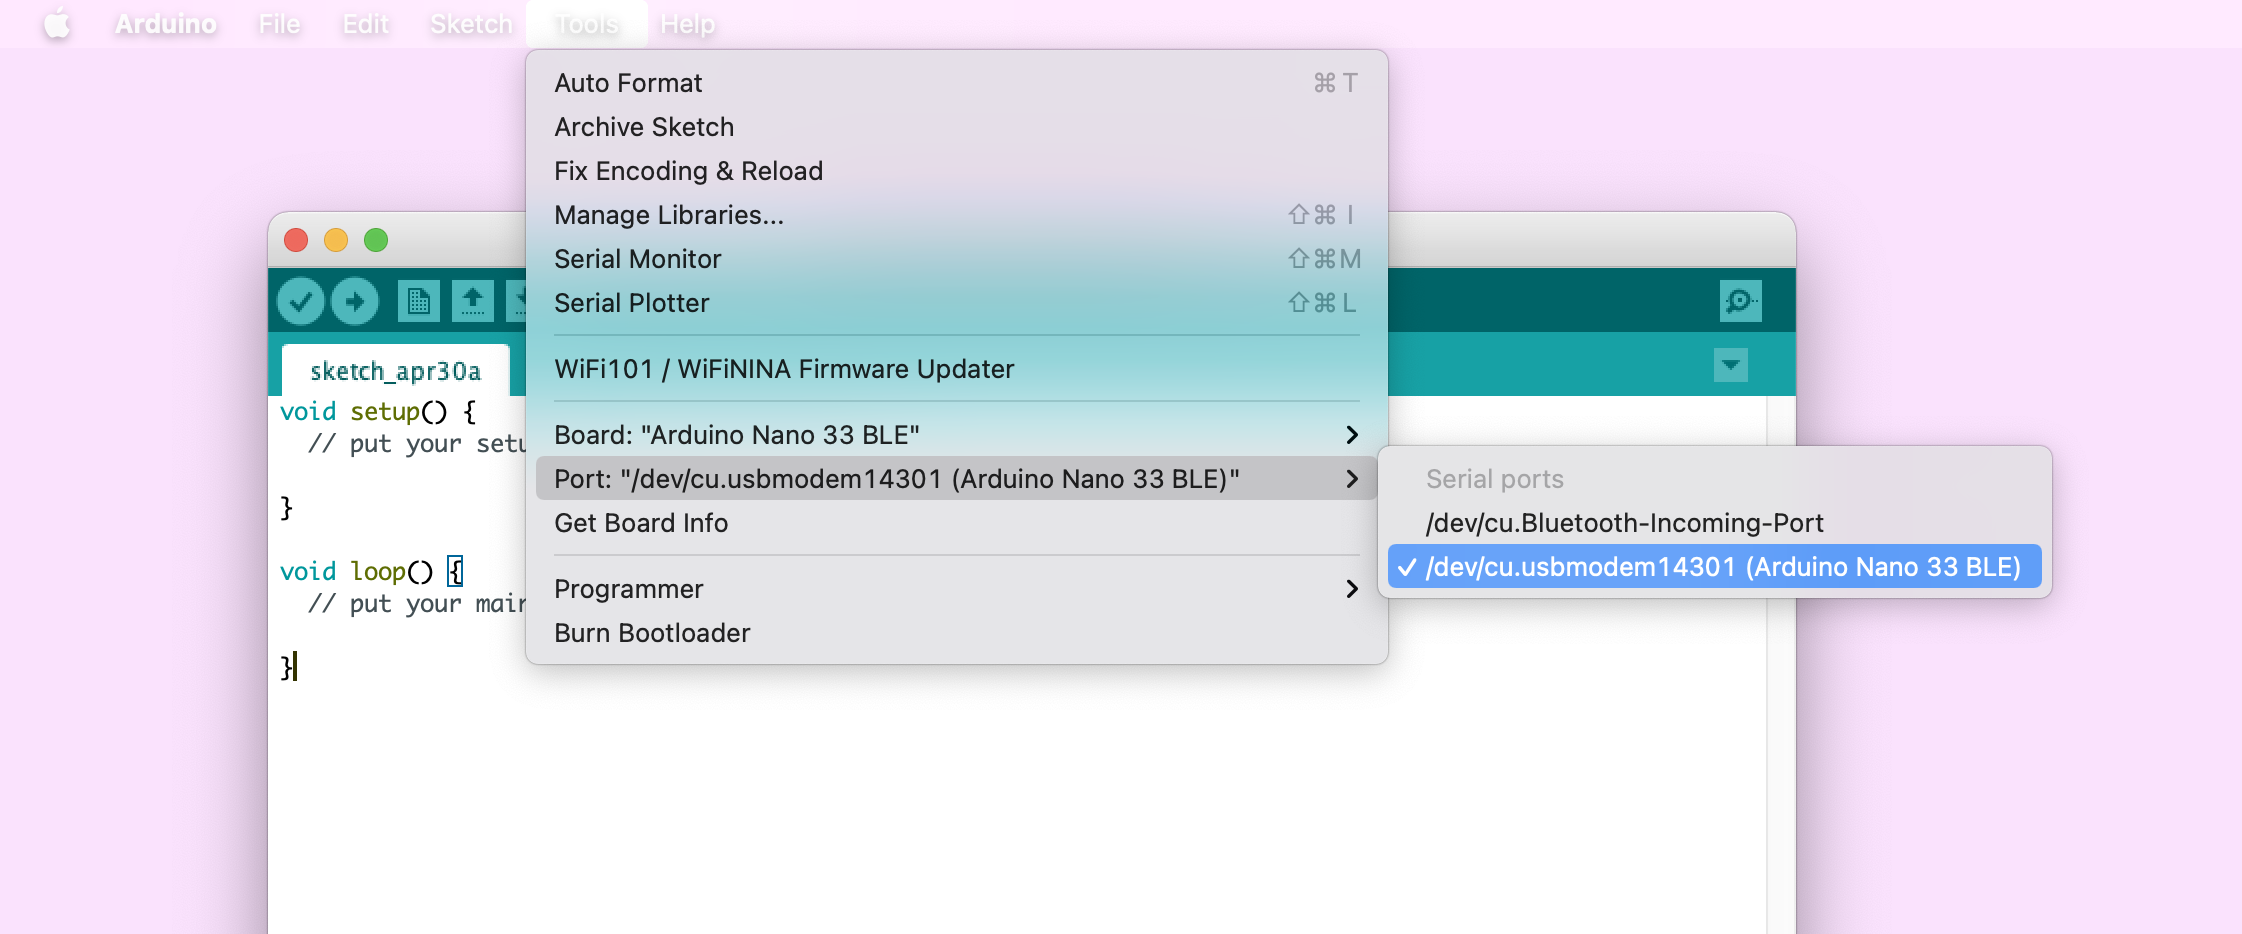 Arduino File Edit Sketch Tools Help
Auto Format ⌘ T
Archive Sketch
Fix Encoding & Reload
Manage Libraries... ⇧⌘ I
Serial Monitor ⇧⌘M
Serial Plotter ⇧⌘ L
WiFi101 / WiFiNINA Firmware Updater
Board: "Arduino Nano 33 BLE"
Port: "/dev/cu.usbmodem14301 (Arduino Nano 33 BLE)"
Get Board Info
Programmer
Burn Bootloader
Serial ports
/dev/cu.Bluetooth-Incoming-Port
✓ /dev/cu.usbmodem14301 (Arduino Nano 33 BLE)
sketch_apr30a
void setup() {
// put your setu
}
void loop() {
// put your main
}